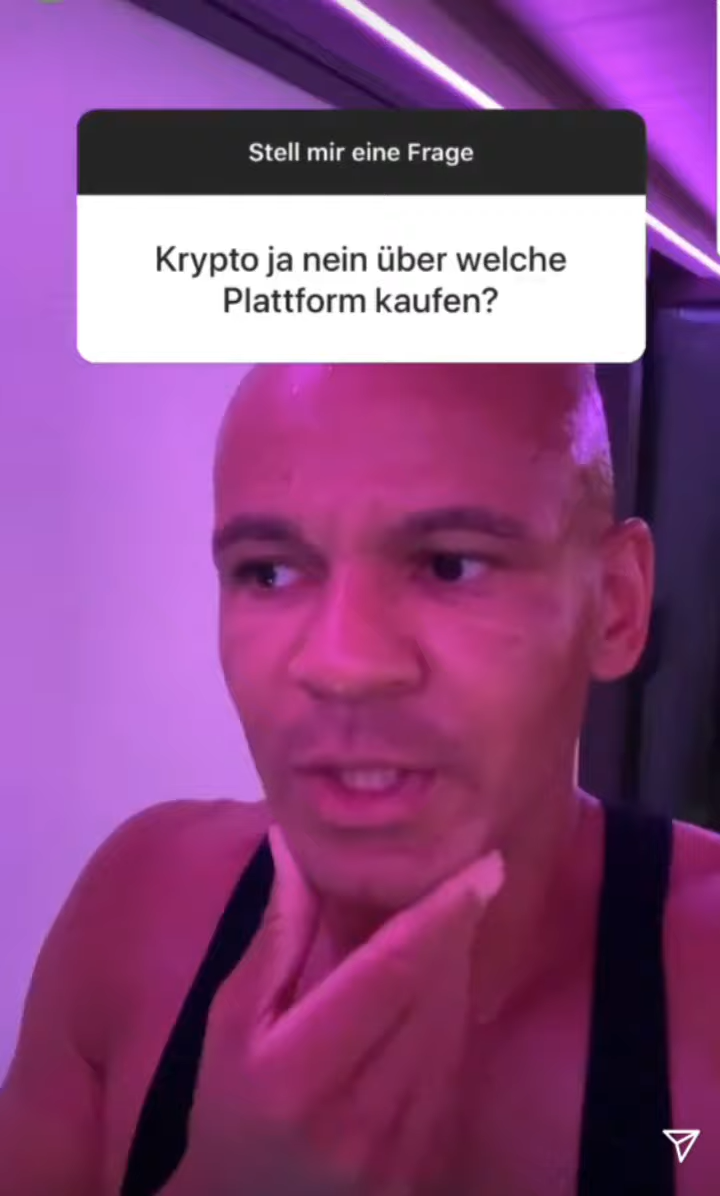 Stell mir eine Frage
Krypto ja nein über welche
Plattform kaufen?